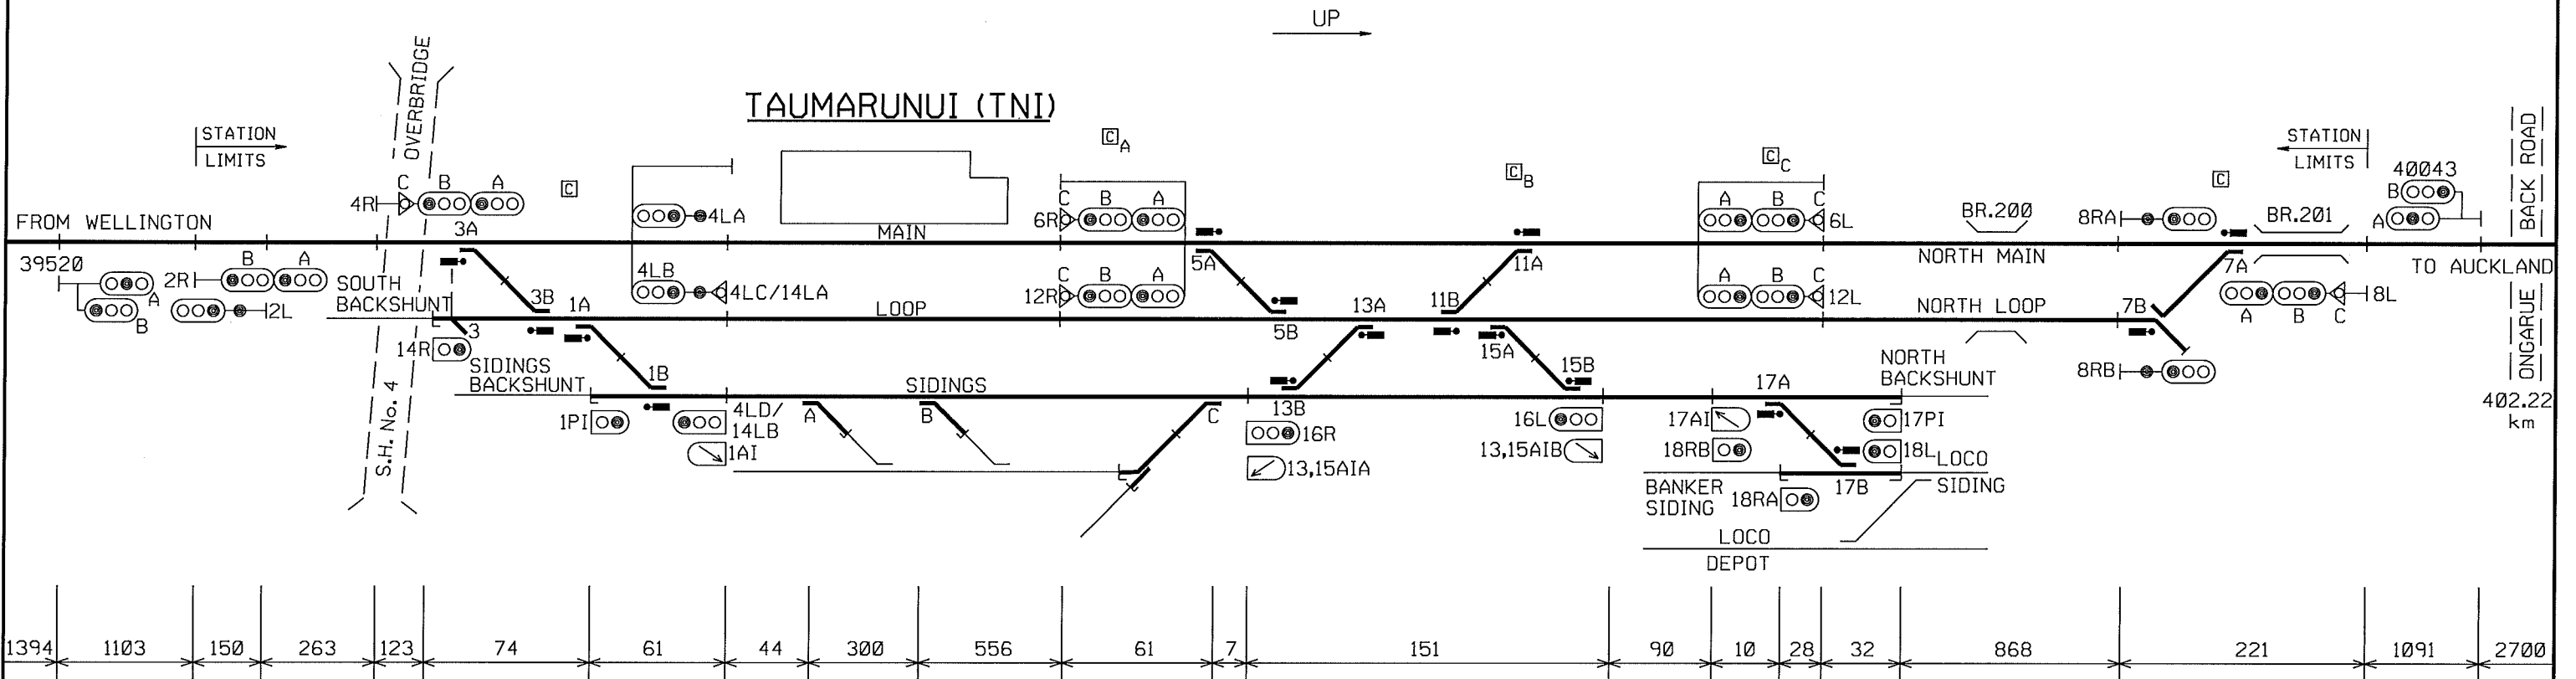 UP
TAUMARUNUI (TNI)
OVERBRIDGE
S.H. No. 4
STATION
LIMITS
STATION
LIMITS
BACK ROAD
ONGARUE
402.22
km
C
C A
C B
C C
C
FROM WELLINGTON
4R C B A
3A
4LA
6R C B A
5A
11A
A B C 6L
BR.200
8RA
BR.201
40043
B
A
MAIN
NORTH MAIN
7A
TO AUCKLAND
39520
A
B
2R B A
2L
SOUTH
BACKSHUNT
3B
1A
4LB
4LC/14LA
LOOP
12R C B A
5B
13A
11B
A B C 12L
NORTH LOOP
7B
8L
A B C
14R
3
SIDINGS
BACKSHUNT
1B
SIDINGS
15A
15B
17A
NORTH
BACKSHUNT
8RB
1PI
4LD/
14LB
1AI
A
B
C
13B
16R
13,15AIA
16L
13,15AIB
17AI
18RB
17PI
18L
LOCO
SIDING
BANKER
SIDING
18RA
17B
LOCO
DEPOT
1394 1103 150 263 123 74 61 44 300 556 61 7 151 90 10 28 32 868 221 1091 2700